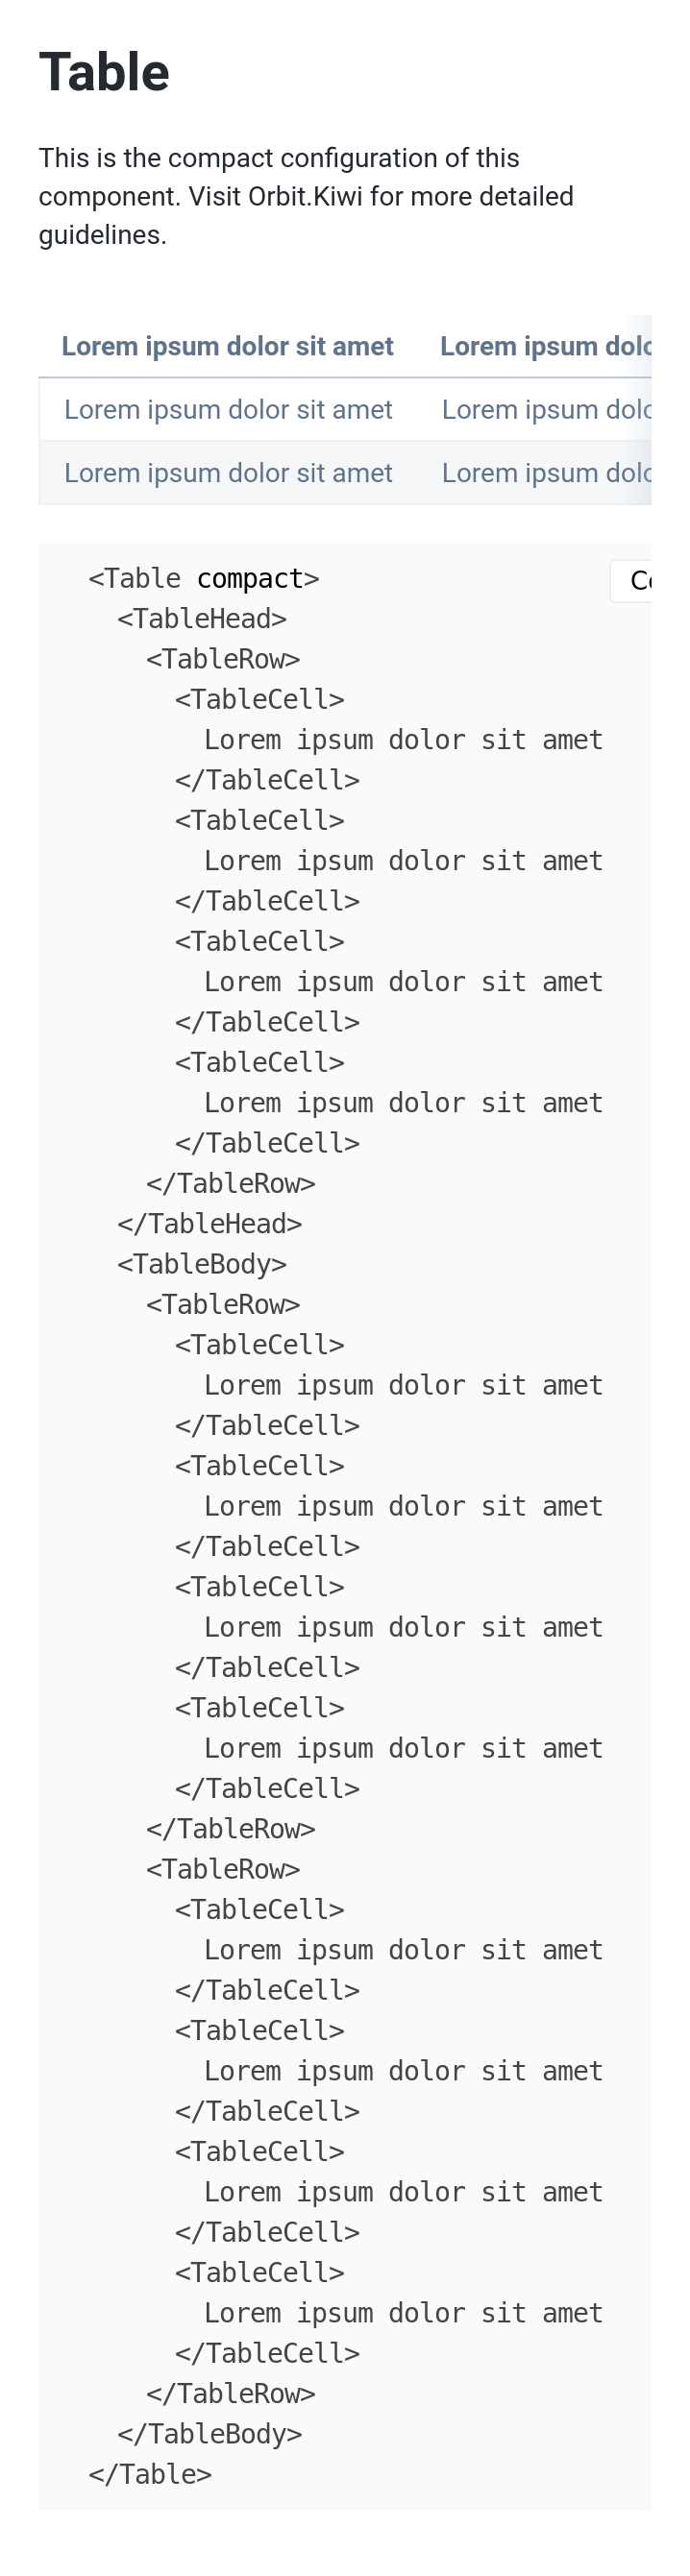 Table
This is the compact configuration of this
component. Visit Orbit.Kiwi for more detailed
guidelines.
Lorem ipsum dolor sit amet Lorem ipsum
Lorem ipsum dolor sit amet Lorem ipsum
Lorem ipsum dolor sit amet Lorem ipsum
<Table compact>
<TableHead>
<TableRow>
<TableCell>
Lorem ipsum dolor sit amet
</TableCell>
<TableCell>
Lorem ipsum dolor sit amet
</TableCell>
<TableCell>
Lorem ipsum dolor sit amet
</TableCell>
<TableCell>
Lorem ipsum dolor sit amet
</TableCell>
</TableRow>
</TableHead>
<TableBody>
<TableRow>
<TableCell>
Lorem ipsum dolor sit amet
</TableCell>
<TableCell>
Lorem ipsum dolor sit amet
</TableCell>
<TableCell>
Lorem ipsum dolor sit amet
</TableCell>
<TableCell>
Lorem ipsum dolor sit amet
</TableCell>
</TableRow>
<TableRow>
<TableCell>
Lorem ipsum dolor sit amet
</TableCell>
<TableCell>
Lorem ipsum dolor sit amet
</TableCell>
<TableCell>
Lorem ipsum dolor sit amet
</TableCell>
<TableCell>
Lorem ipsum dolor sit amet
</TableCell>
</TableRow>
</TableBody>
</Table>